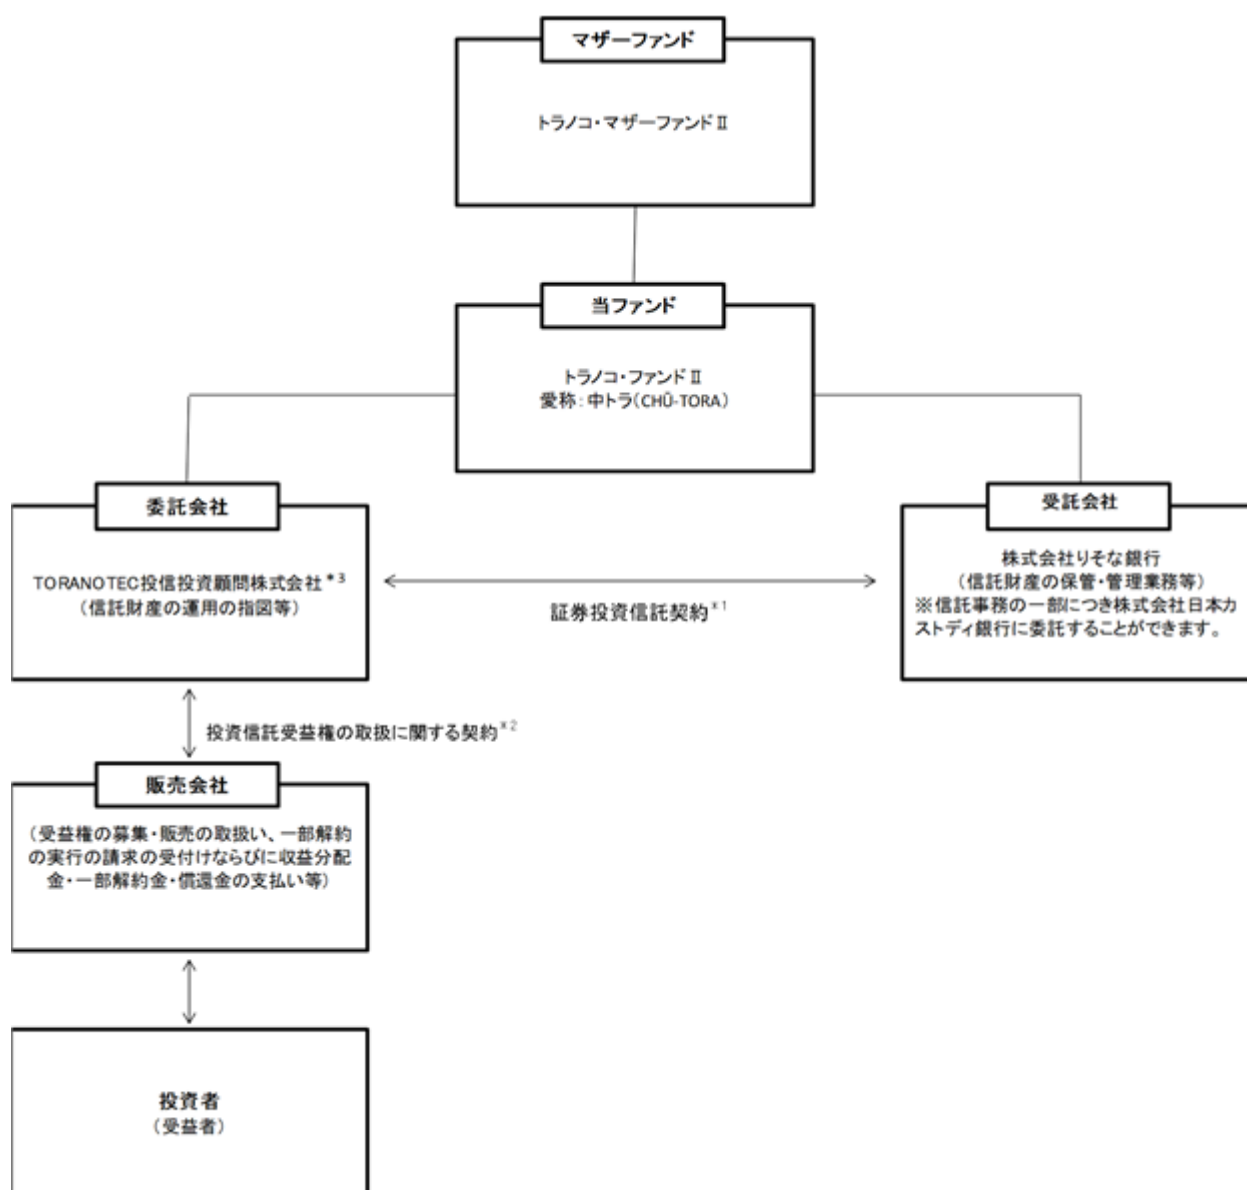 マザーファンド
トラノコ・マザーファンドⅡ
当ファンド
トラノコ・ファンドⅡ
愛称：中トラ（CHŪ-TORA）
委託会社
TORANOTEC投信投資顧問株式会社＊3
（信託財産の運用の指図等）
証券投資信託契約＊1
受託会社
株式会社りそな銀行
（信託財産の保管・管理業務等）
※信託事務の一部につき株式会社日本カ
ストディ銀行に委託することができます。
投資信託受益権の取扱に関する契約＊2
販売会社
（受益権の募集・販売の取扱い、一部解約
の実行の請求の受付けならびに収益分配
金・一部解約金・償還金の支払い等）
投資者
（受益者）